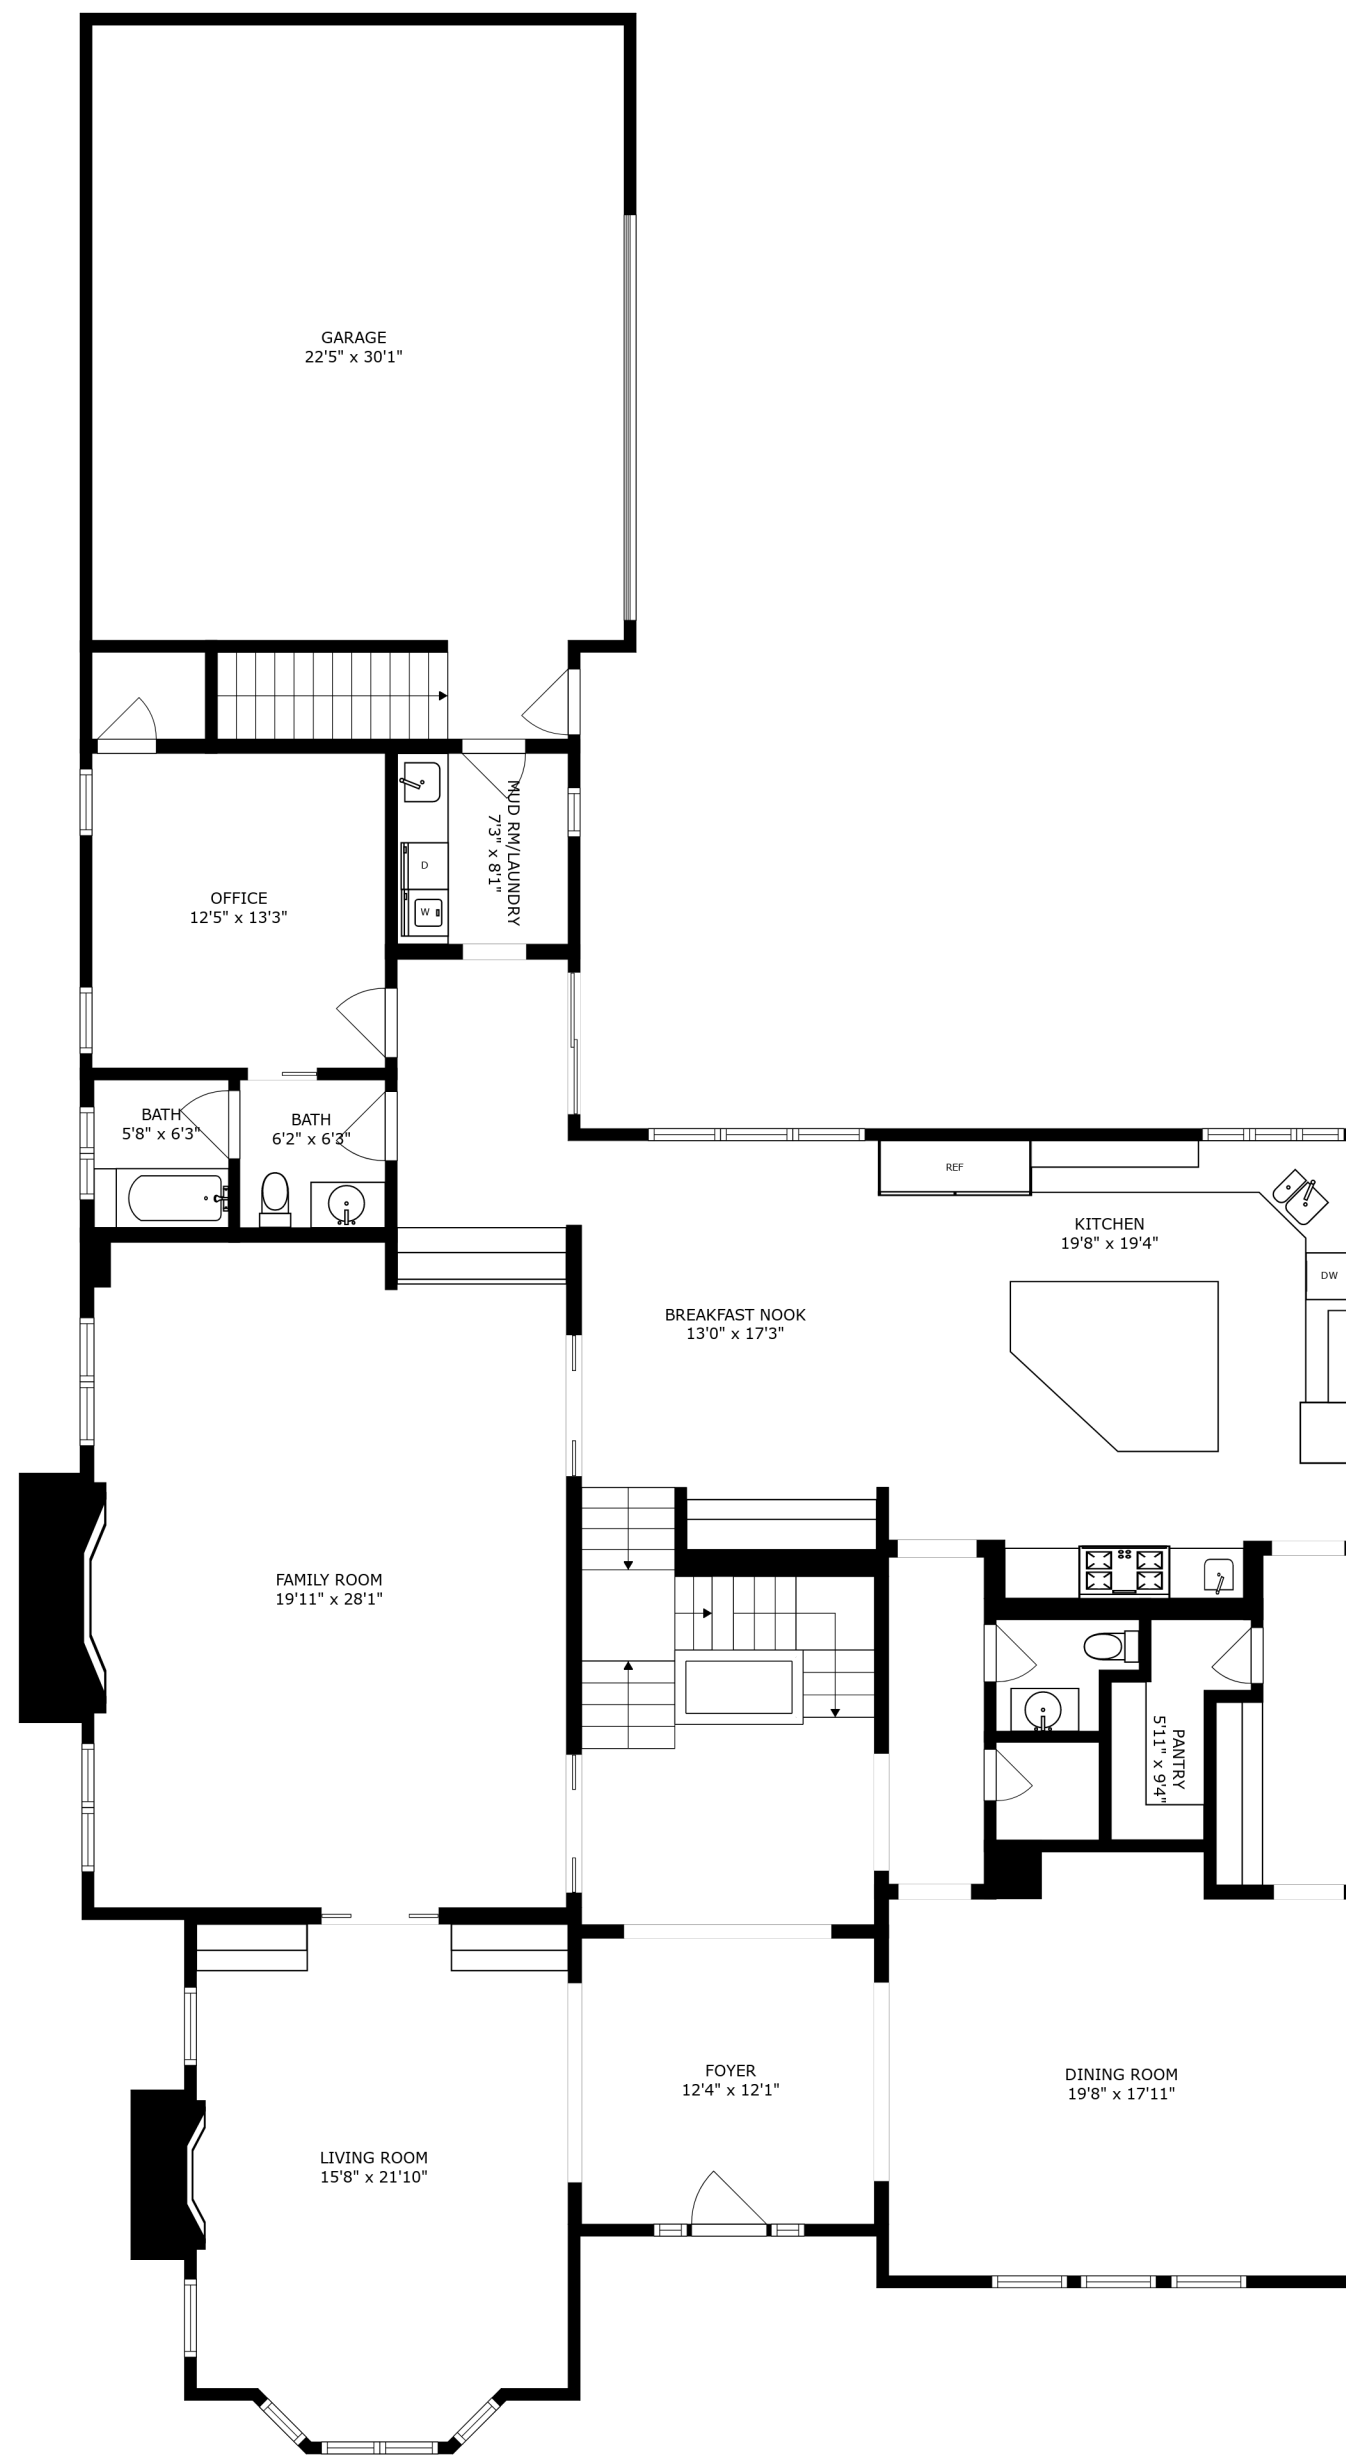 GARAGE
22'5" x 30'1"
MUD RM/LAUNDRY
7'3" x 8'1"
D
W
OFFICE
12'5" x 13'3"
BATH
5'8" x 6'3"
BATH
6'2" x 6'3"
REF
KITCHEN
19'8" x 19'4"
DW
BREAKFAST NOOK
13'0" x 17'3"
FAMILY ROOM
19'11" x 28'1"
PANTRY
5'11" x 9'4"
FOYER
12'4" x 12'1"
DINING ROOM
19'8" x 17'11"
LIVING ROOM
15'8" x 21'10"